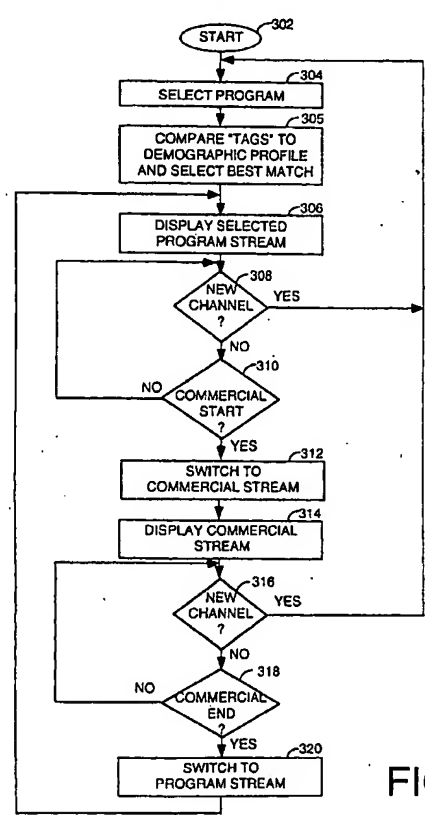 302
START
304
SELECT PROGRAM
305
COMPARE "TAGS" TO
DEMOGRAPHIC PROFILE
AND SELECT BEST MATCH
306
DISPLAY SELECTED
PROGRAM STREAM
308
NEW
CHANNEL
?
YES
NO
310
COMMERCIAL
START
?
NO
YES
312
SWITCH TO
COMMERCIAL STREAM
314
DISPLAY COMMERCIAL
STREAM
316
NEW
CHANNEL
?
YES
NO
318
COMMERCIAL
END
?
NO
YES
320
SWITCH TO
PROGRAM STREAM